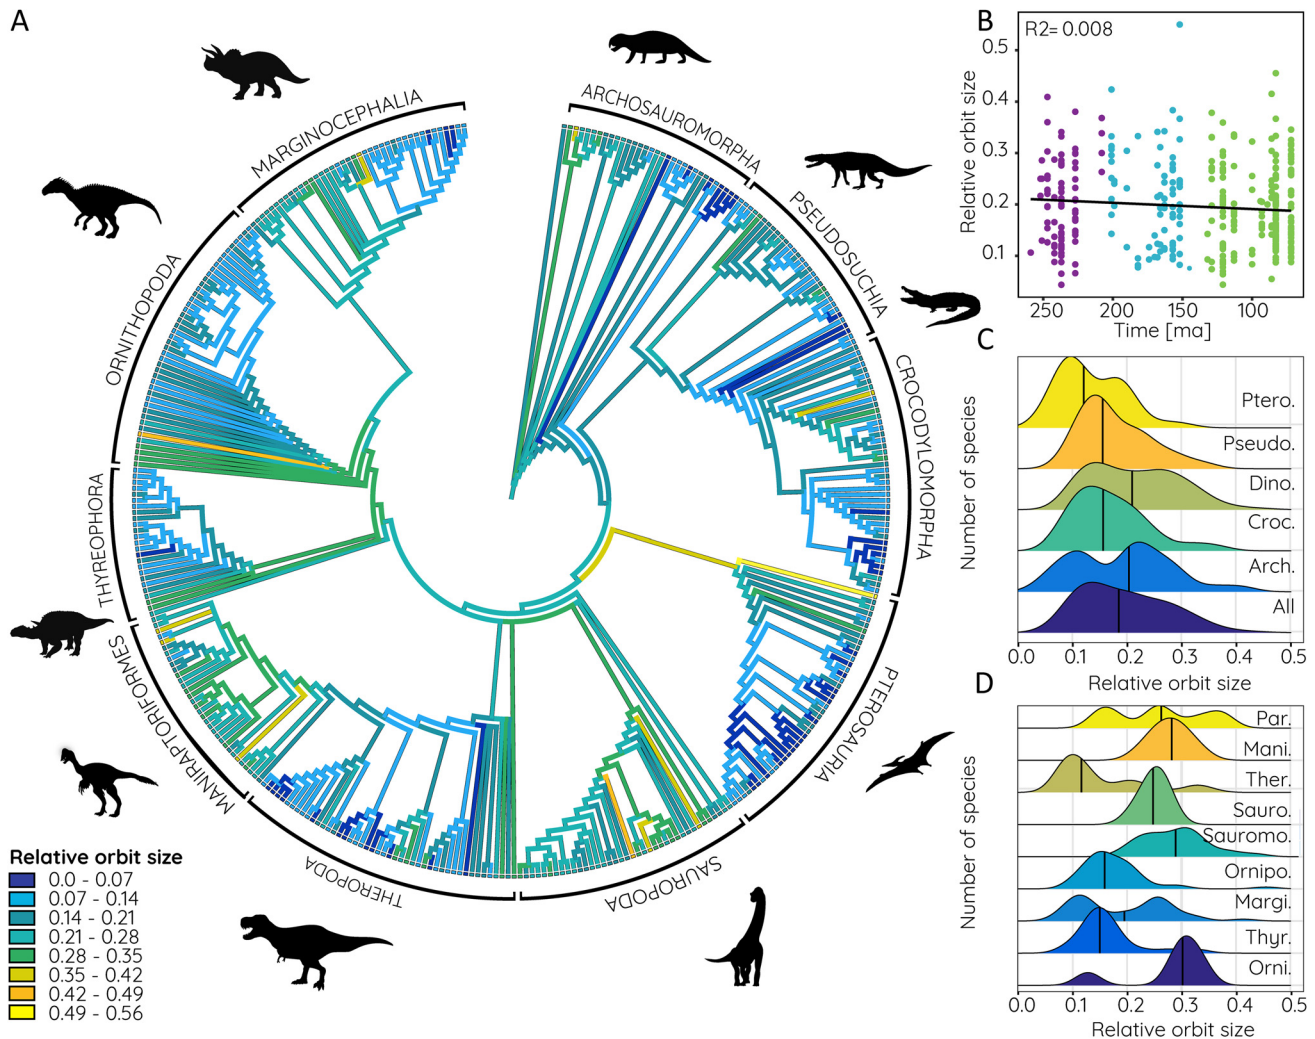 A
MARGINOCEPHALIA
ARCHOSAUROMORPHA
PSEUDOSUCHIA
CROCODYLOMORPHA
PTEROSAURIA
SAUROPODA
THEROPODA
MANIRAPTORIFORMES
THYREOPHORA
ORNITHOPODA
Relative orbit size
0.0 - 0.07
0.07 - 0.14
0.14 - 0.21
0.21 - 0.28
0.28 - 0.35
0.35 - 0.42
0.42 - 0.49
0.49 - 0.56
B
R2= 0.008
Relative orbit size
0.5
0.4
0.3
0.2
0.1
250 200 150 100
Time [ma]
C
Number of species
Ptero.
Pseudo.
Dino.
Croc.
Arch.
All
0.0 0.1 0.2 0.3 0.4 0.5
Relative orbit size
D
Number of species
Par.
Mani.
Ther.
Sauro.
Sauromo.
Ornipo.
Margi.
Thyr.
Orni.
0.0 0.1 0.2 0.3 0.4 0.5
Relative orbit size